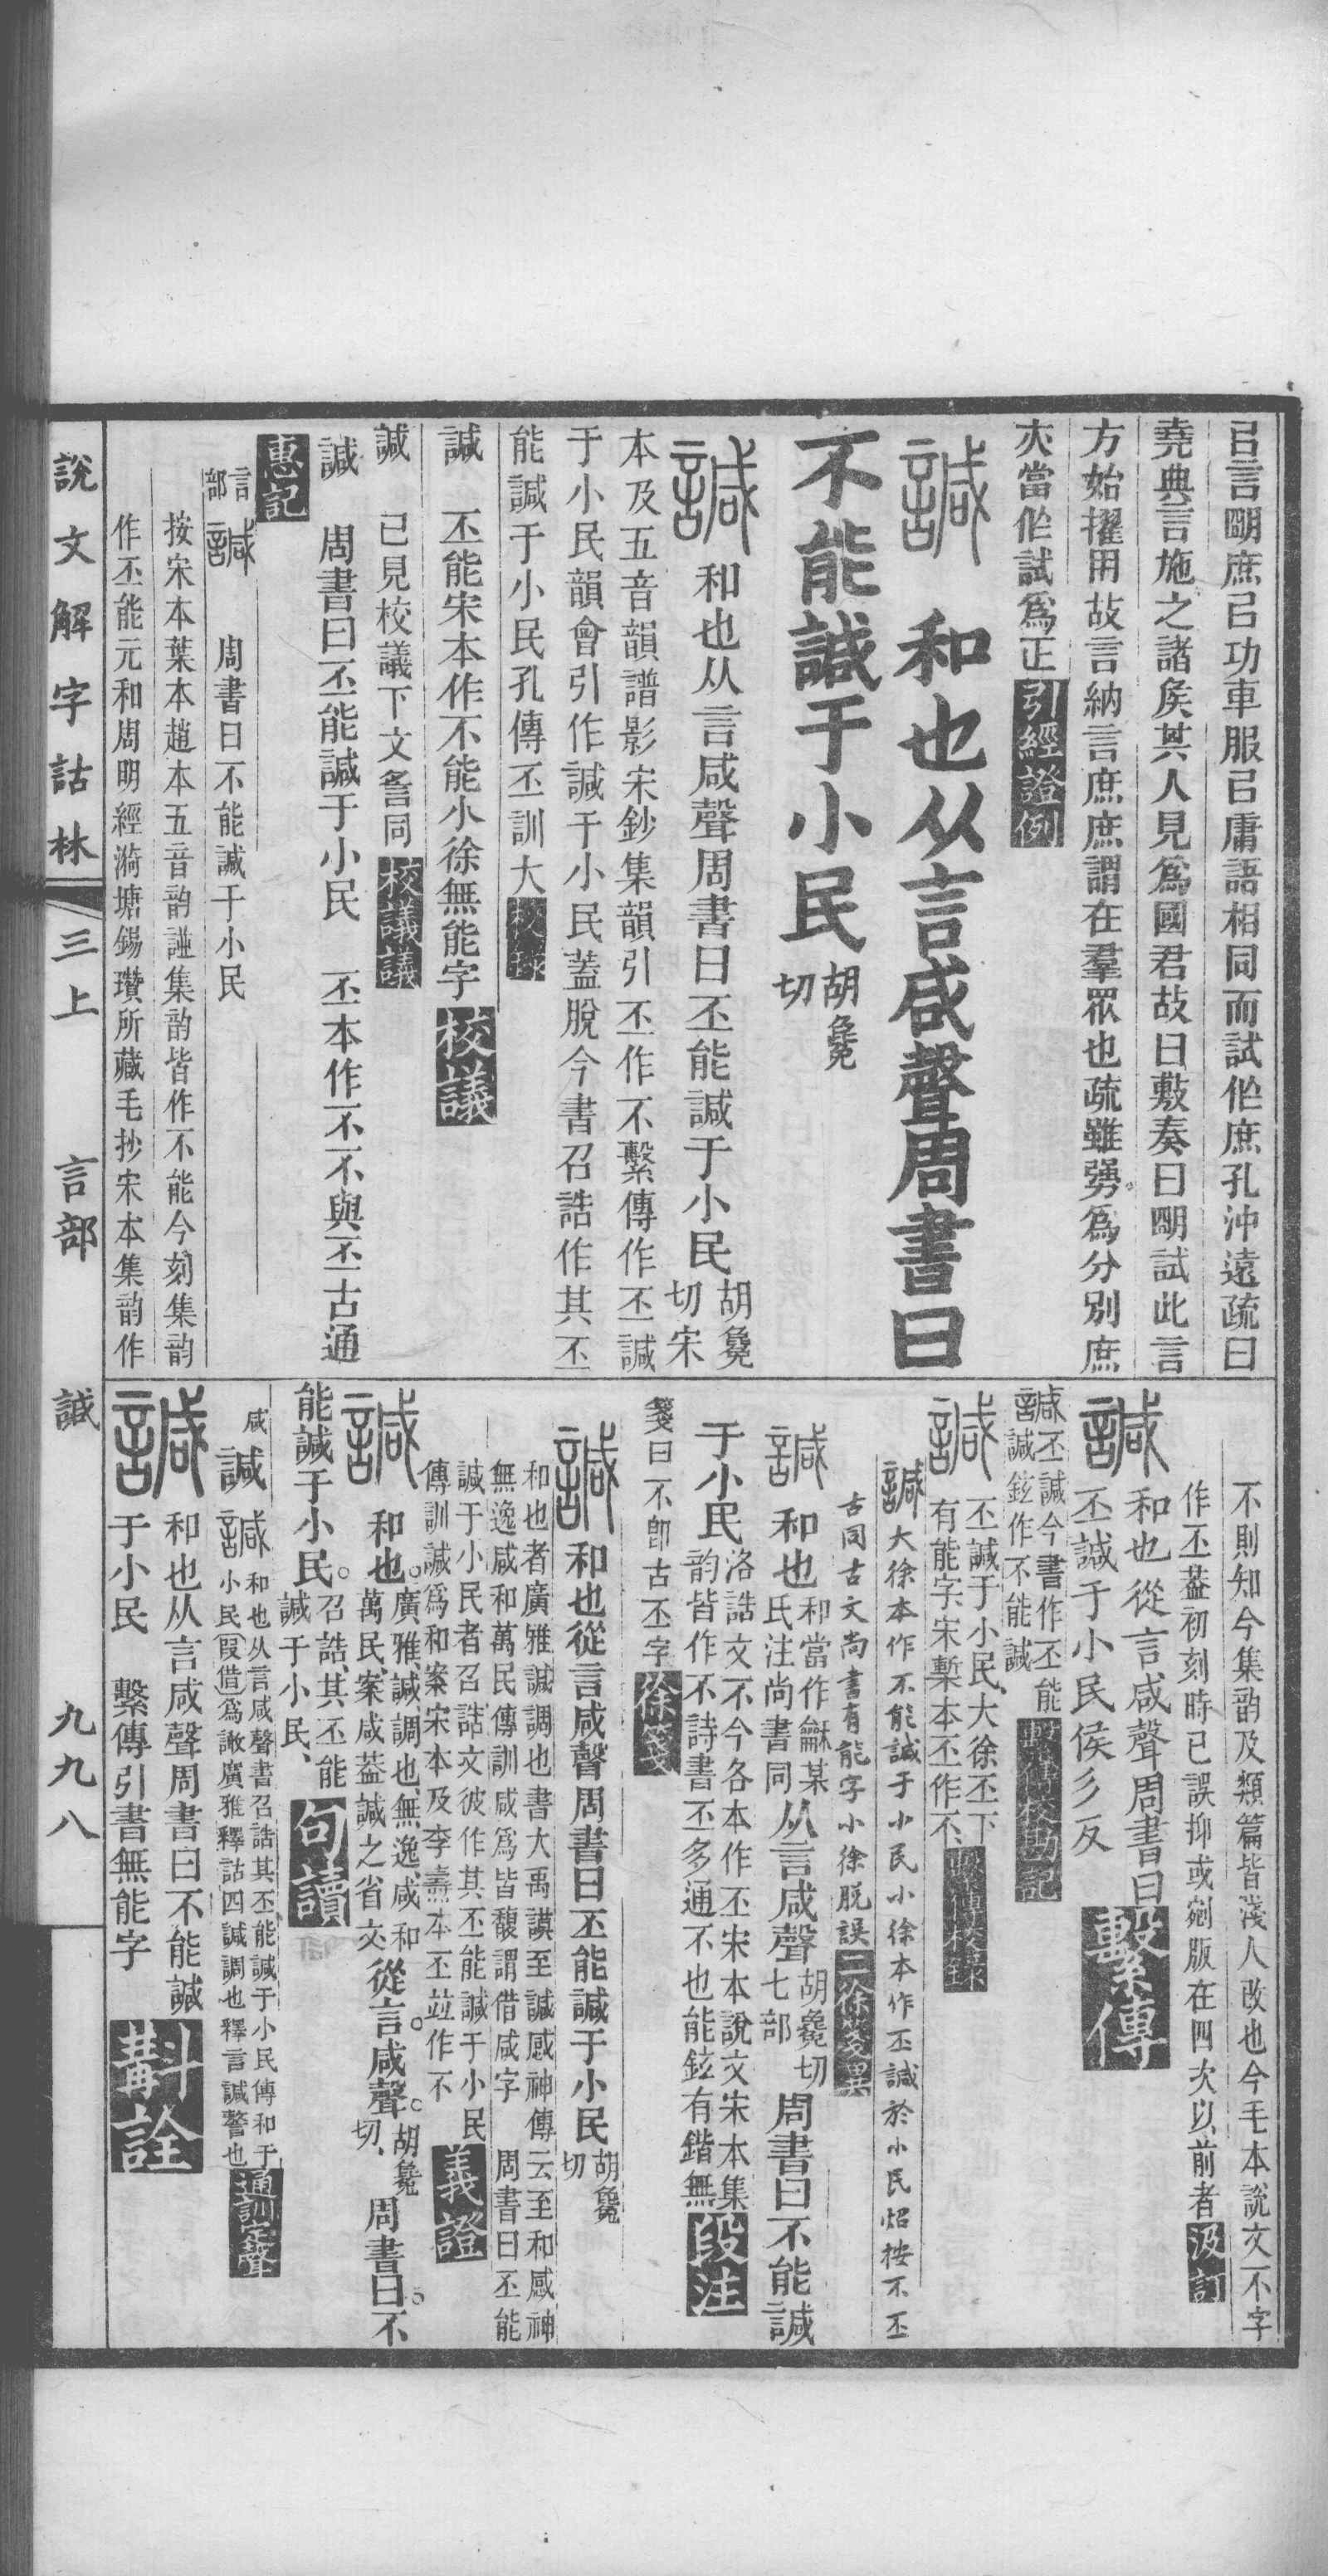 㠯言朙庶㠯功車服㠯庸語相同而試作庶孔沖遠疏曰
堯典言施之諸矦其人見爲國君故曰敷奏曰朙試此言
方始擢用故言納言庶庶謂在羣眾也疏雖勥爲分別庶
夾當作試爲正 引經證例
諴 和也从言咸聲周書曰
不能諴于小民 胡毚
切
諴 和也从言咸聲周書曰丕能諴于小民 胡毚
切宋
本及五音韻譜影宋鈔集韻引丕作不繫傳作丕諴
于小民韻會引作諴于小民蓋脫今書召誥作其丕
能諴于小民孔傳丕訓大 校錄
諴 丕能宋本作不能小徐無能字 校議
諴 已見校議下文䛐同 校議議
諴 周書曰丕能諴于小民 丕本作不不與丕古通
惠記
言部 諴 周書曰不能諴于小民
按宋本葉本趙本五音韵譜集韵皆作不能今刻集韵
作丕能元和周明經漪塘錫瓚所藏毛抄宋本集韵作
不則知今集韵及類篇皆淺人改也今毛本說文不字
作丕葢初刻時已誤抑或剜版在四次以前者 汲訂
諴 和也從言咸聲周書曰
丕諴于小民侯彡反 繫傳
諴丕諴今書作丕能
諴鉉作不能諴 繫傳校勘記
諴 丕諴于小民大徐丕下
有能字宋槧本丕作不 繫傳校錄
諴大徐本作不能諴于小民小徐本作丕諴於小民炤按不丕
古同古文尚書有能字小徐脫誤 二徐箋異
諴 和也 和當作龢某
氏注尚書同 从言咸聲 胡毚切
七部 周書曰不能諴
于小民 洛誥文不今各本作丕宋本說文宋本集
韵皆作不詩書丕多通不也能鉉有鍇無 段注
箋曰不卽古丕字 徐箋
諴 和也從言咸聲周書曰丕能諴于小民 胡毚
切
和也者廣雅諴調也書大禹謨至諴感神傳云至和感神
無逸咸和萬民傳訓咸爲皆馥謂借咸字 周書曰丕能
諴于小民者召誥文彼作其丕能諴于小民
傳訓諴爲和案宋本及李燾本丕竝作不 義證
諴 和也。廣雅、諴調也、無逸、咸和
萬民、案咸葢諴之省文 從言。咸聲。胡毚
切、 周書曰。不
能諴于小民。召誥、其丕能
諴于小民、 句讀
咸 諴 諴 和也从言咸聲書召誥其丕能諴于小民傳和于
小民 叚借 爲諏廣雅釋詁四諴調也釋言諴警也 通訓定聲
諴 和也从言咸聲周書曰不能諴
于小民 繫傳引書無能字 斠詮
說文解字詁林 三上 言部 諴 九九八